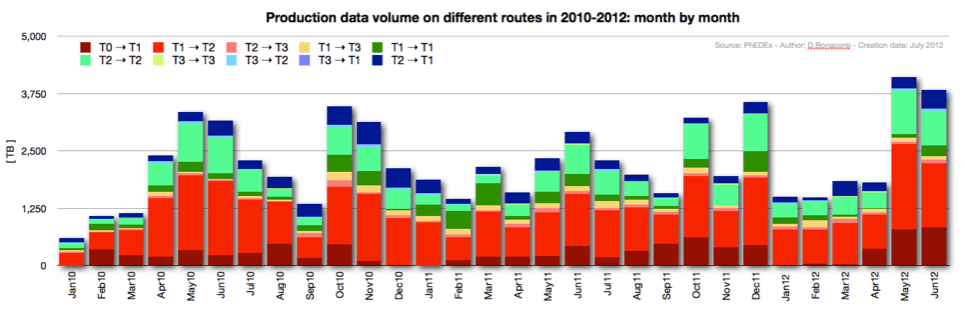 Production data volume on different routes in 2010-2012: month by month
5,000
T0 → T1 T1 → T2 T2 → T3 T3 → T2 T1 → T1
T2 → T2 T3 → T3 T3 → T2 T3 → T1 T2 → T1
Source: PhEDEx - Author: D.Bonacorsi - Creation date: July 2012
3,750
[TB]
2,500
1,250
0
Jan10 Feb10 Mar10 Apr10 May10 Jun10 Jul10 Aug10 Sep10 Oct10 Nov10 Dec10 Jan11 Feb11 Mar11 Apr11 May11 Jun11 Jul11 Aug11 Sep11 Oct11 Nov11 Dec11 Jan12 Feb12 Mar12 Apr12 May12 Jun12